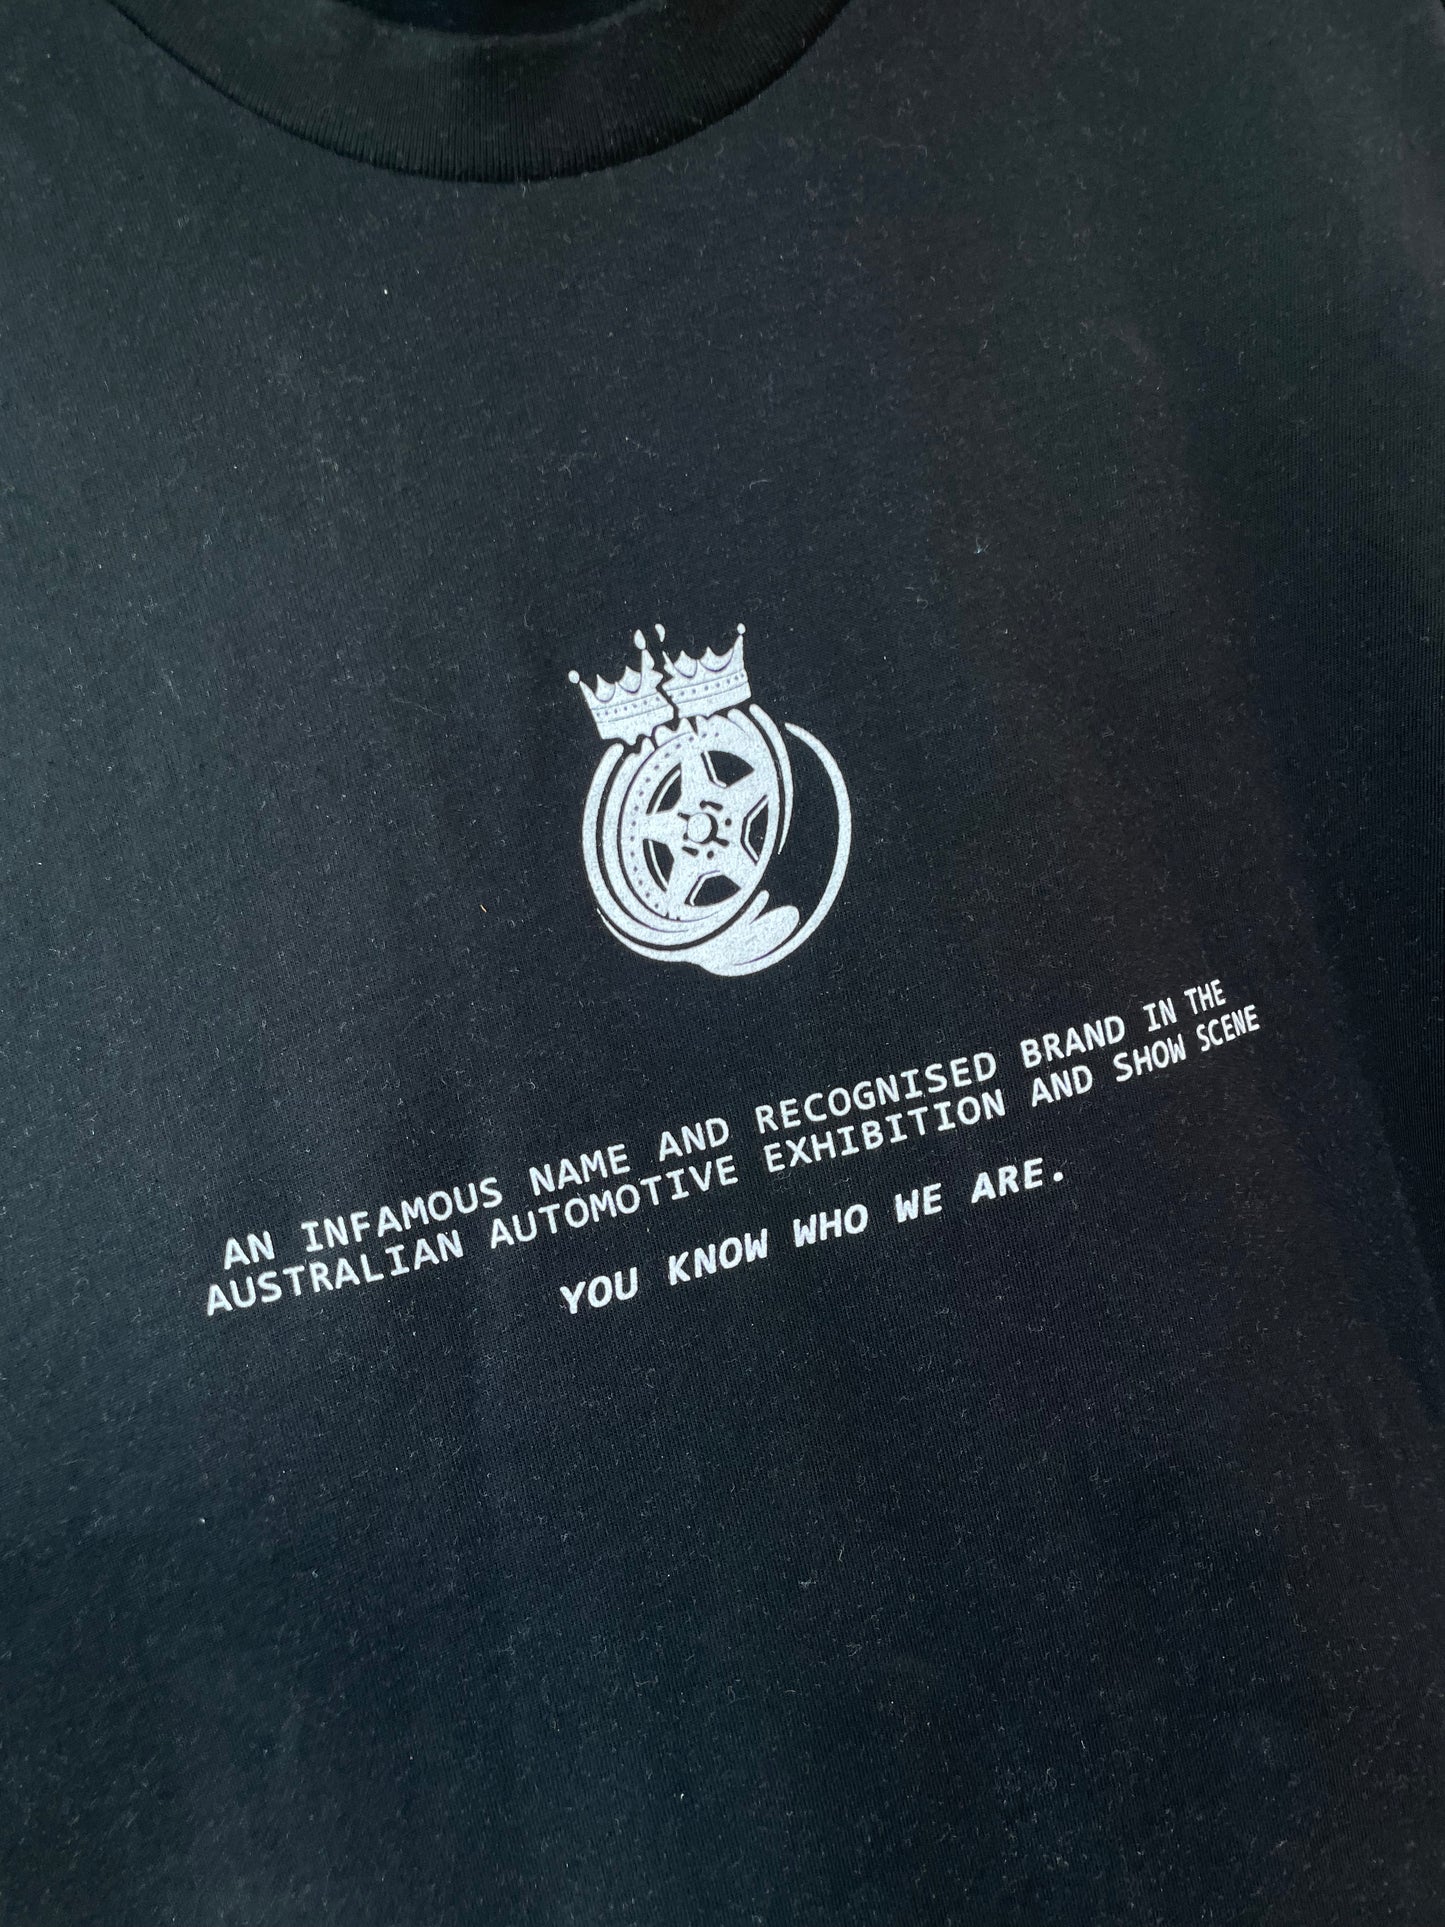 AN INFAMOUS NAME AND RECOGNISED BRAND IN THE
AUSTRALIAN AUTOMOTIVE EXHIBITION AND SHOW SCENE
YOU KNOW WHO WE ARE.